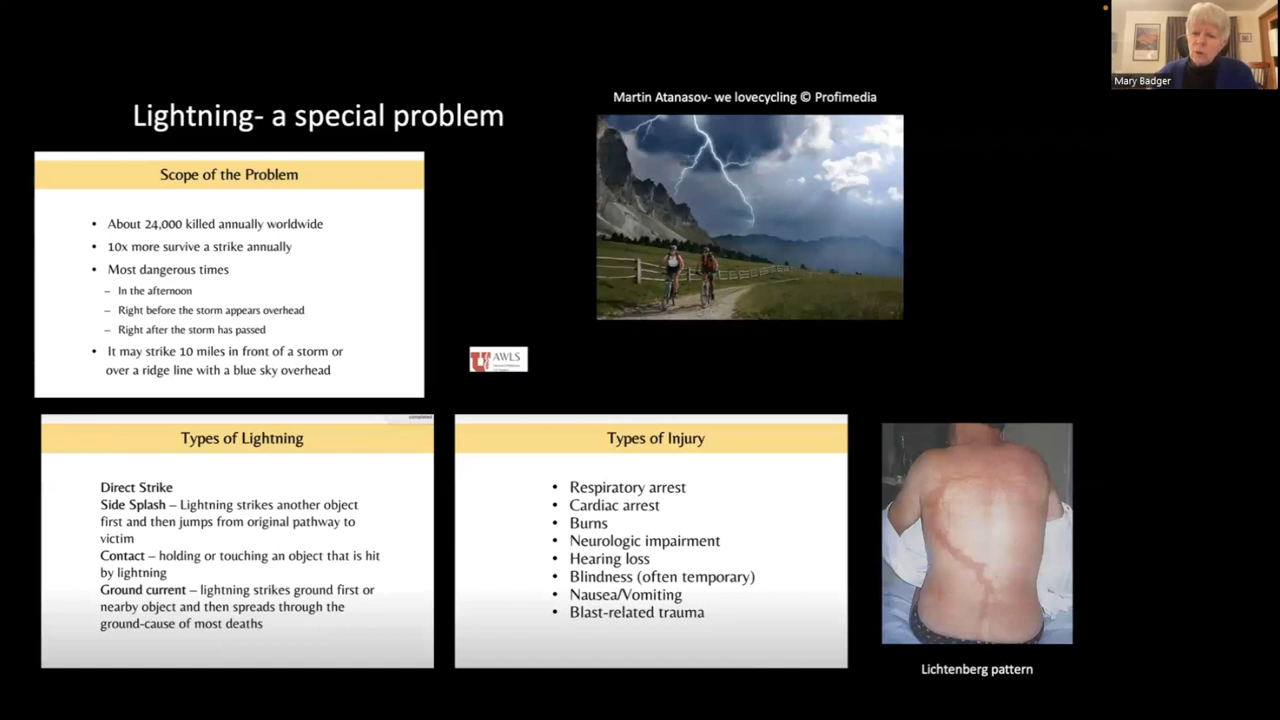 Mary Badger
Lightning- a special problem
Martin Atanasov- we lovecycling © Profimedia
Scope of the Problem
• About 24,000 killed annually worldwide
• 10x more survive a strike annually
• Most dangerous times
– In the afternoon
– Right before the storm appears overhead
– Right after the storm has passed
• It may strike 10 miles in front of a storm or
over a ridge line with a blue sky overhead
U AWLS
completed
Types of Lightning
Direct Strike
Side Splash – Lightning strikes another object
first and then jumps from original pathway to
victim
Contact – holding or touching an object that is hit
by lightning
Ground current – lightning strikes ground first or
nearby object and then spreads through the
ground-cause of most deaths
Types of Injury
• Respiratory arrest
• Cardiac arrest
• Burns
• Neurologic impairment
• Hearing loss
• Blindness (often temporary)
• Nausea/Vomiting
• Blast-related trauma
Lichtenberg pattern